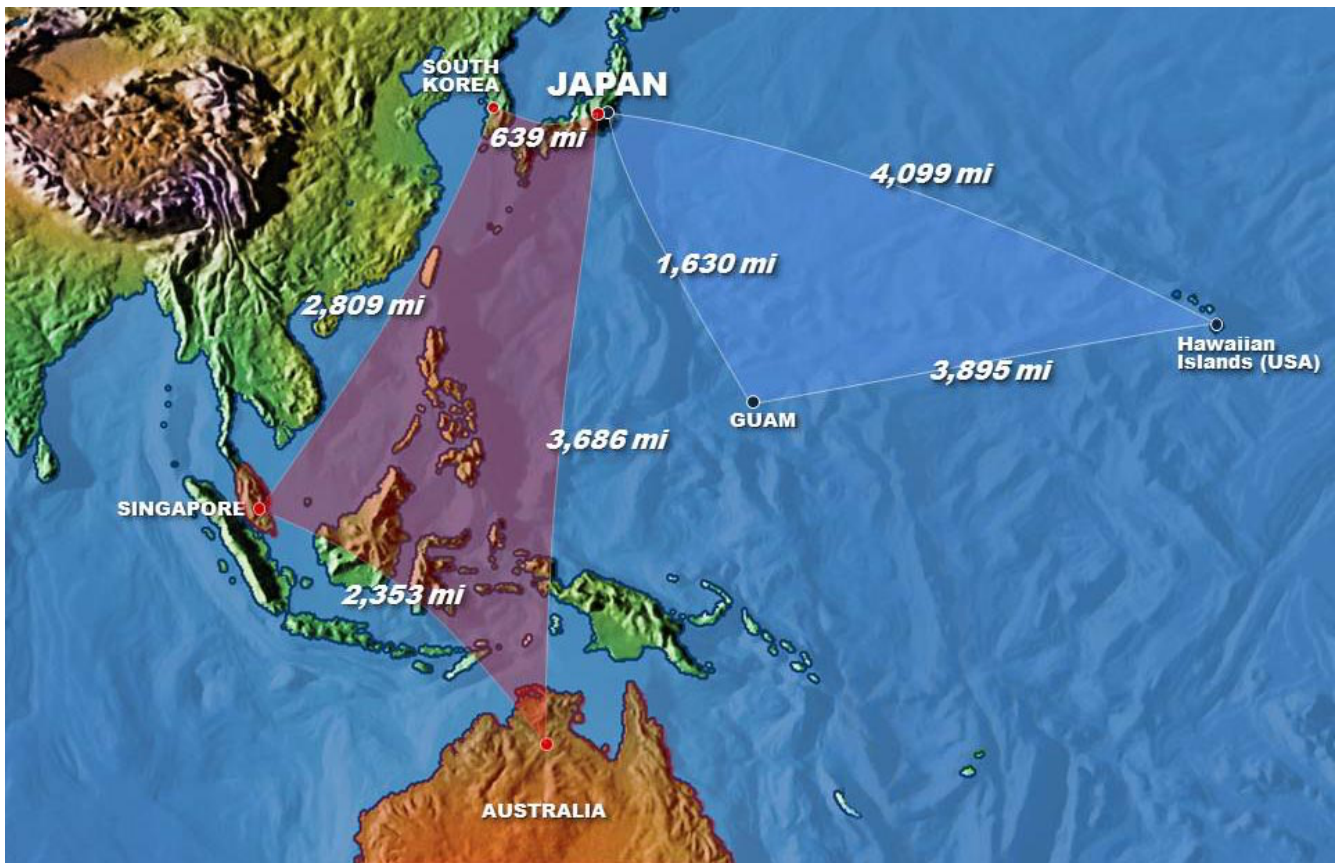 SOUTH
KOREA
JAPAN
639 mi
4,099 mi
1,630 mi
2,809 mi
Hawaiian
Islands (USA)
3,895 mi
GUAM
3,686 mi
SINGAPORE
2,353 mi
AUSTRALIA